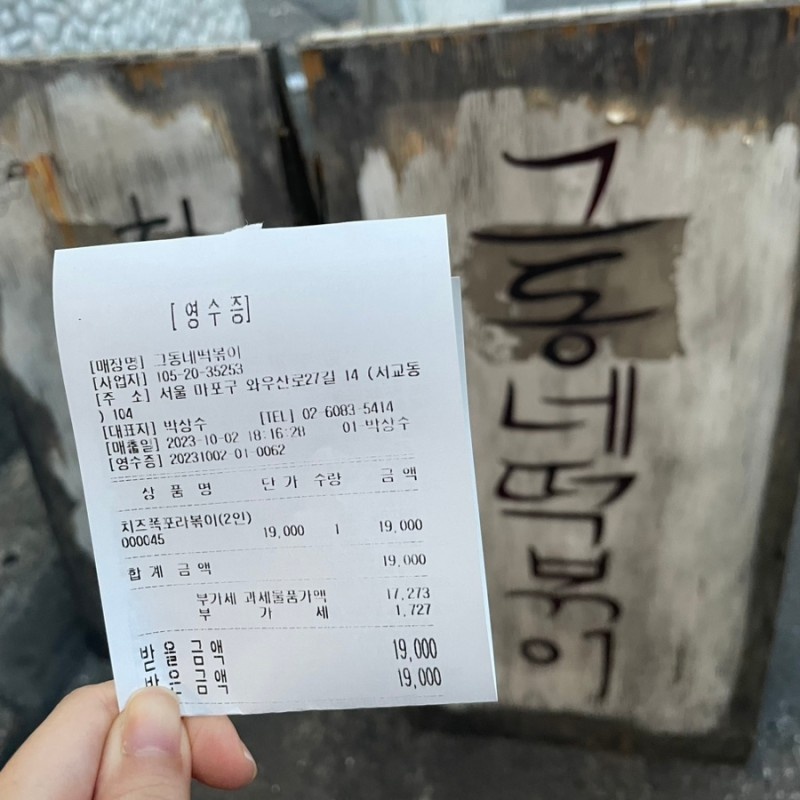 [영수증]
[매장명] 그동네떡볶이
[사업자] 105-20-35253
[주 소] 서울 마포구 와우산로27길 14 (서교동
) 104
[대표자] 박상수 [TEL] 02-6083-5414
[매출일] 2023-10-02 18:16:28 01-박상수
[영수증] 20231002-01-0062
상 품 명 단 가 수량 금 액
치즈쪽포라볶이(2인)
000045 19,000 1 19,000
합 계 금 액 19,000
부가세 과세물품가액 17,273
부 가 세 1,727
받 을 금 액 19,000
받 은 금 액 19,000
그동네떡볶이